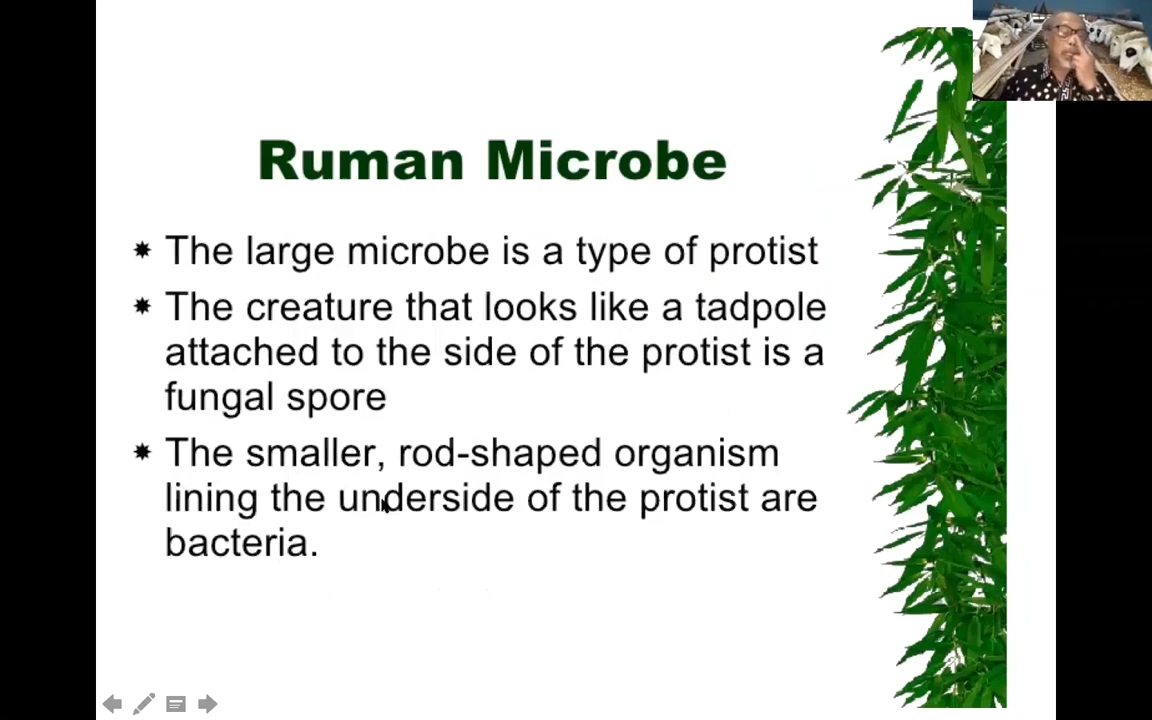 Ruman Microbe
The large microbe is a type of protist
The creature that looks like a tadpole
attached to the side of the protist is a
fungal spore
The smaller, rod-shaped organism
lining the underside of the protist are
bacteria.